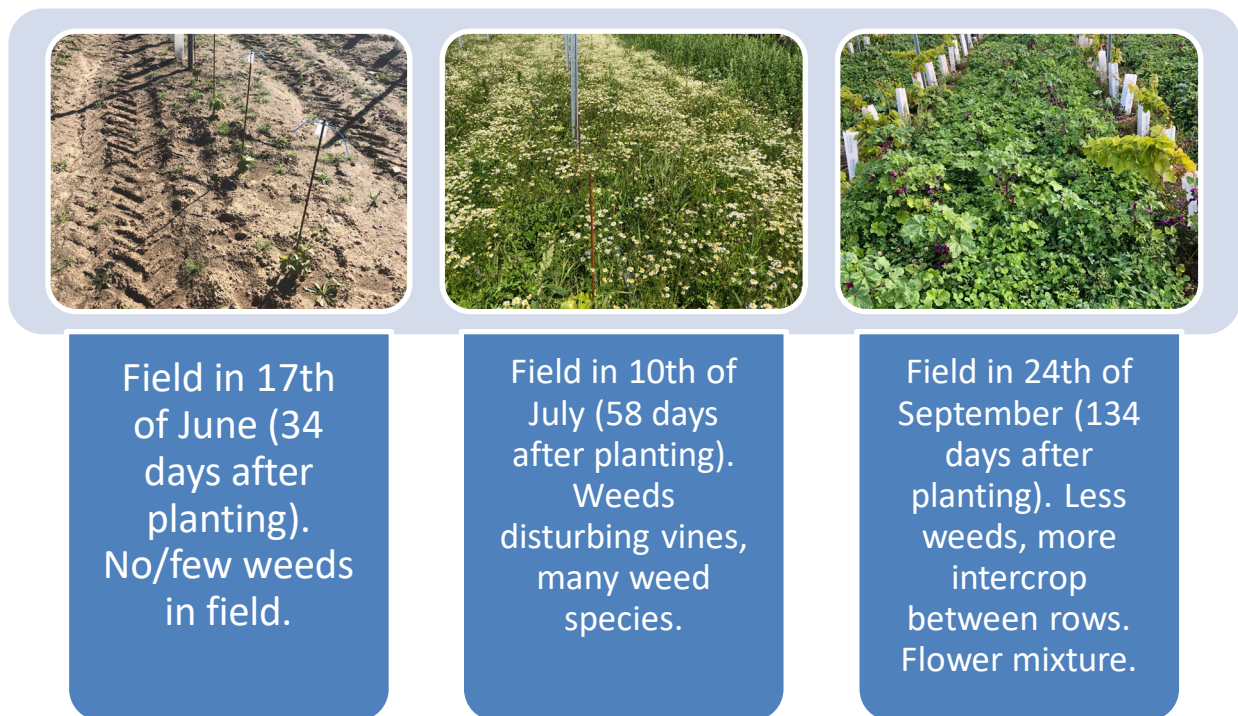 Field in 17th
of June (34
days after
planting).
No/few weeds
in field.
Field in 10th of
July (58 days
after planting).
Weeds
disturbing vines,
many weed
species.
Field in 24th of
September (134
days after
planting). Less
weeds, more
intercrop
between rows.
Flower mixture.